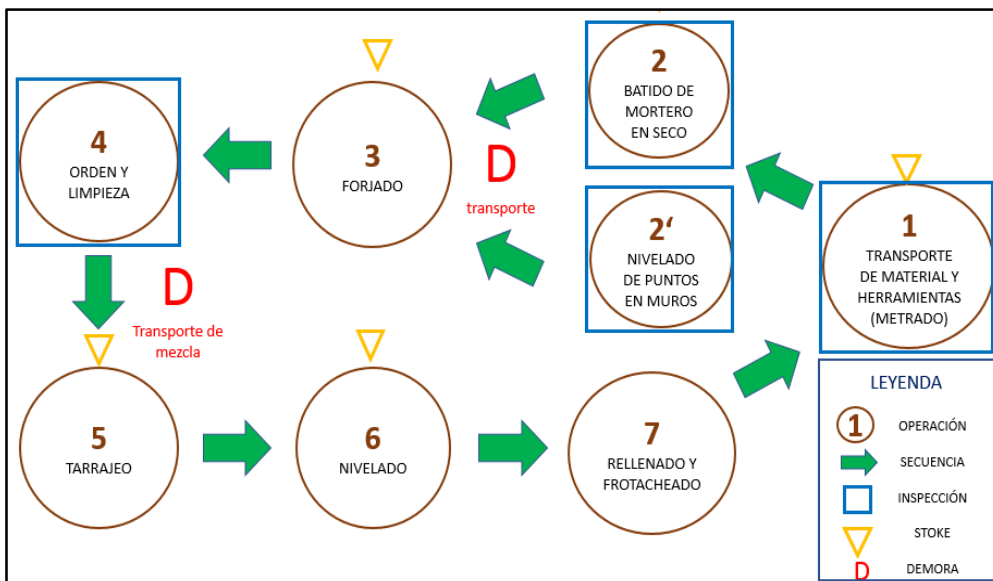 1
TRANSPORTE
DE MATERIAL Y
HERRAMIENTAS
(METRADO)
2
BATIDO DE
MORTERO
EN SECO
2‘
NIVELADO
DE PUNTOS
EN MUROS
D
transporte
3
FORJADO
4
ORDEN Y
LIMPIEZA
D
Transporte de
mezcla
5
TARRAJEO
6
NIVELADO
7
RELLENADO Y
FROTACHEADO
LEYENDA
1 OPERACIÓN
SECUENCIA
INSPECCIÓN
STOKE
D DEMORA